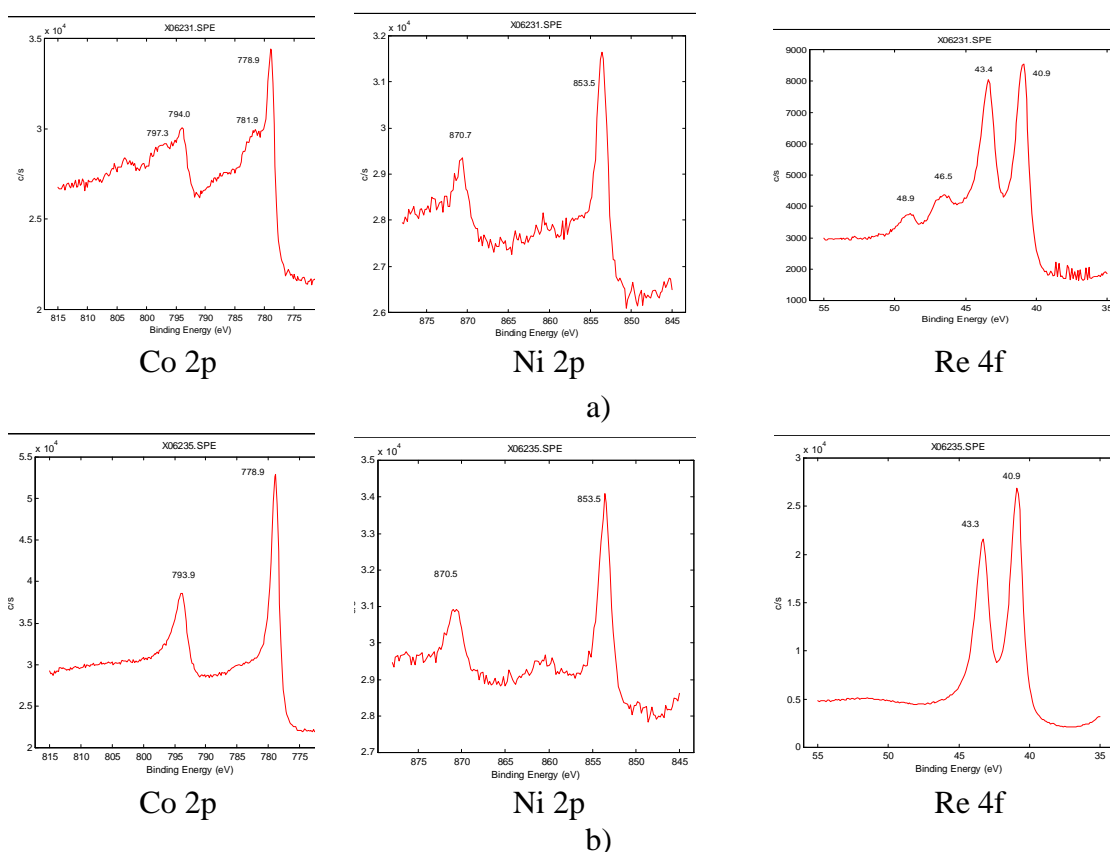 X06231.SPE
x 10^4
3.5
3
2.5
2
c/s
778.9
794.0
797.3
781.9
815 810 805 800 795 790 785 780 775
Binding Energy (eV)
Co 2p
X06231.SPE
x 10^4
3.2
3.1
3
2.9
2.8
2.7
2.6
c/s
853.5
870.7
875 870 865 860 855 850 845
Binding Energy (eV)
Ni 2p
X06231.SPE
9000
8000
7000
6000
5000
4000
3000
2000
1000
c/s
43.4
40.9
46.5
48.9
55 45 40 35
Binding Energy (eV)
Re 4f
a)
X06235.SPE
x 10^4
5.5
5
4.5
4
3.5
3
2.5
2
c/s
778.9
793.9
815 810 805 800 795 790 785 780 775
Binding Energy (eV)
Co 2p
X06235.SPE
x 10^4
3.5
3.4
3.3
3.2
3.1
3
2.9
2.8
2.7
853.5
870.5
875 870 865 860 855 850 845
Binding Energy (eV)
Ni 2p
X06235.SPE
x 10^4
3
2.5
2
1.5
1
0.5
0
c/s
40.9
43.3
55 45 40 35
Binding Energy (eV)
Re 4f
b)